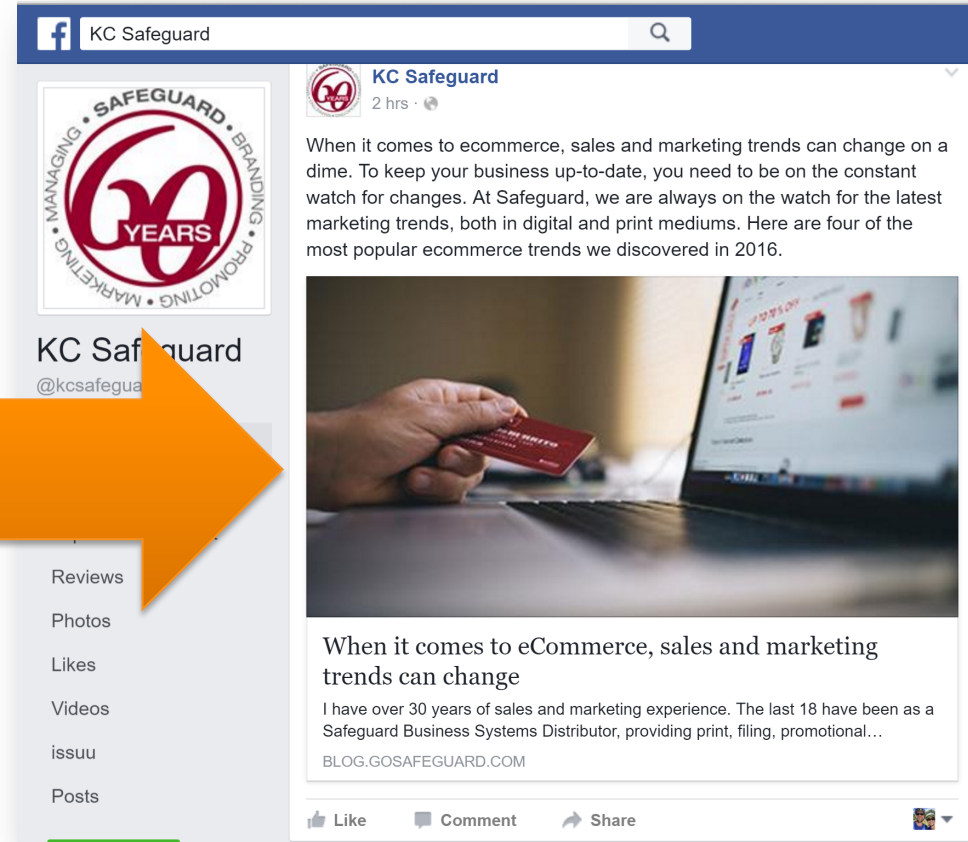 KC Safeguard
SAFEGUARD • BRANDING • PROMOTING • MARKETING • MANAGING •
60
YEARS
KC Safeguard
2 hrs ·
When it comes to ecommerce, sales and marketing trends can change on a
dime. To keep your business up-to-date, you need to be on the constant
watch for changes. At Safeguard, we are always on the watch for the latest
marketing trends, both in digital and print mediums. Here are four of the
most popular ecommerce trends we discovered in 2016.
UP TO 70% OFF
KC Safeguard
@kcsafegua
Reviews
Photos
Likes
Videos
issuu
Posts
When it comes to eCommerce, sales and marketing
trends can change
I have over 30 years of sales and marketing experience. The last 18 have been as a
Safeguard Business Systems Distributor, providing print, filing, promotional…
BLOG.GOSAFEGUARD.COM
Like
Comment
Share